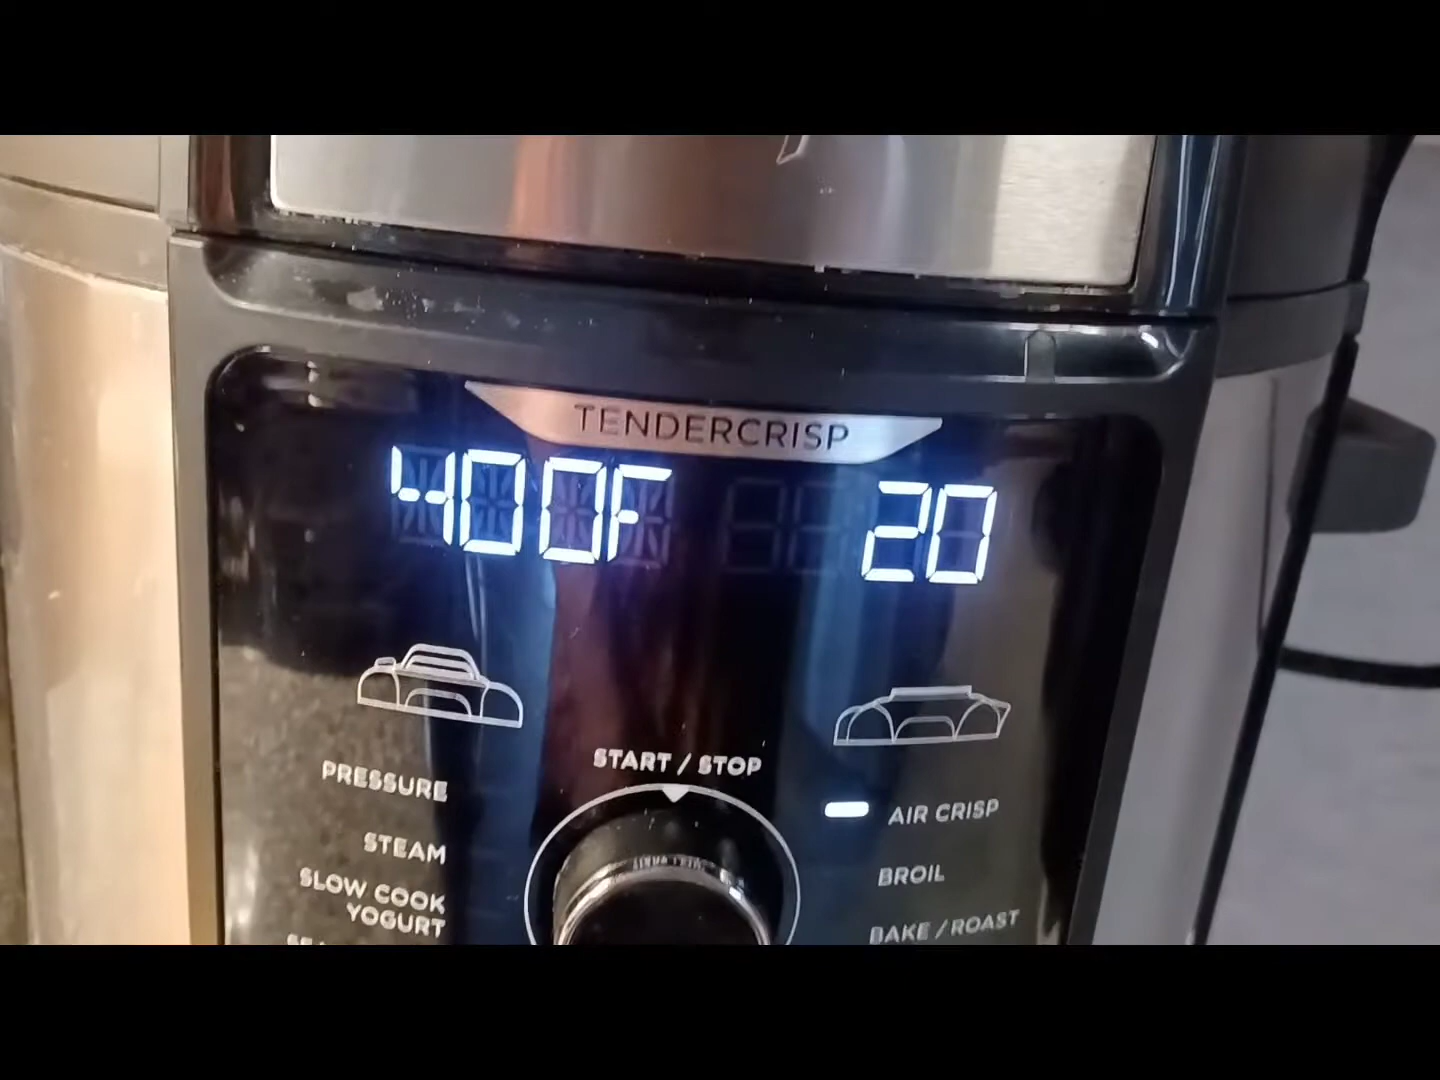 TENDERCRISP
400F 20
PRESSURE
STEAM
SLOW COOK
YOGURT
START / STOP
AIR CRISP
BROIL
BAKE / ROAST